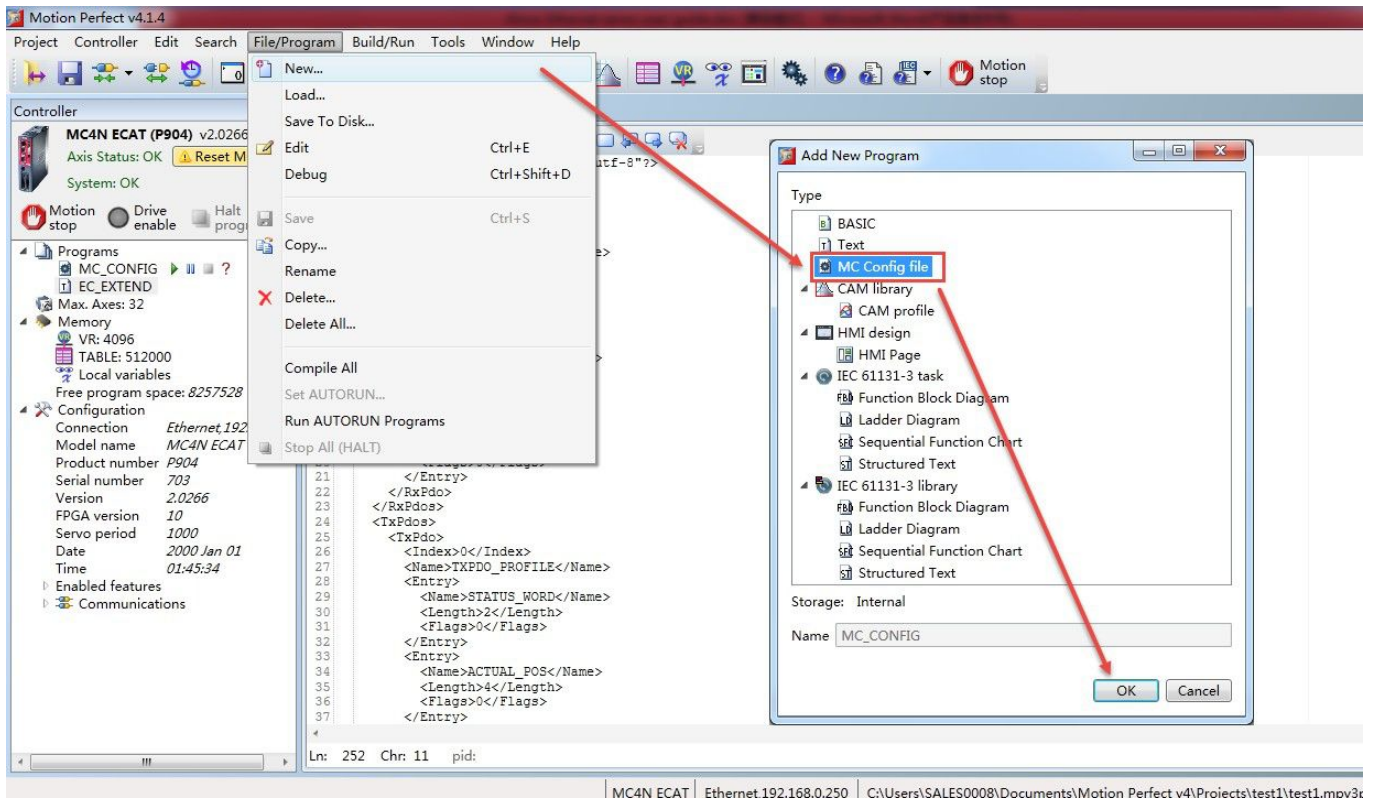 Motion Perfect v4.1.4
Project Controller Edit Search File/Program Build/Run Tools Window Help
Motion stop
New...
Load...
Save To Disk...
Edit Ctrl+E
Debug Ctrl+Shift+D
Save Ctrl+S
Copy...
Rename
Delete...
Delete All...
Compile All
Set AUTORUN...
Run AUTORUN Programs
Stop All (HALT)
Controller
MC4N ECAT (P904) v2.0266
Axis Status: OK Reset M
System: OK
Motion stop Drive enable Halt progr
Programs
MC_CONFIG ?
EC_EXTEND
Max. Axes: 32
Memory
VR: 4096
TABLE: 512000
Local variables
Free program space: 8257528
Configuration
Connection Ethernet,192.
Model name MC4N ECAT
Product number P904
Serial number 703
Version 2.0266
FPGA version 10
Servo period 1000
Date 2000 Jan 01
Time 01:45:34
Enabled features
Communications
utf-8"?>
21 </Entry>
22 </RxPdo>
23 </RxPdos>
24 <TxPdos>
25 <TxPdo>
26 <Index>0</Index>
27 <Name>TXPDO_PROFILE</Name>
28 <Entry>
29 <Name>STATUS_WORD</Name>
30 <Length>2</Length>
31 <Flags>0</Flags>
32 </Entry>
33 <Entry>
34 <Name>ACTUAL_POS</Name>
35 <Length>4</Length>
36 <Flags>0</Flags>
37 </Entry>
Ln: 252 Chr: 11 pid:
Add New Program
Type
BASIC
Text
MC Config file
CAM library
CAM profile
HMI design
HMI Page
IEC 61131-3 task
Function Block Diagram
Ladder Diagram
Sequential Function Chart
Structured Text
IEC 61131-3 library
Function Block Diagram
Ladder Diagram
Sequential Function Chart
Structured Text
Storage: Internal
Name MC_CONFIG
OK Cancel
MC4N ECAT Ethernet,192.168.0.250 C:\Users\SALES0008\Documents\Motion Perfect v4\Projects\test1\test1.mpv3p